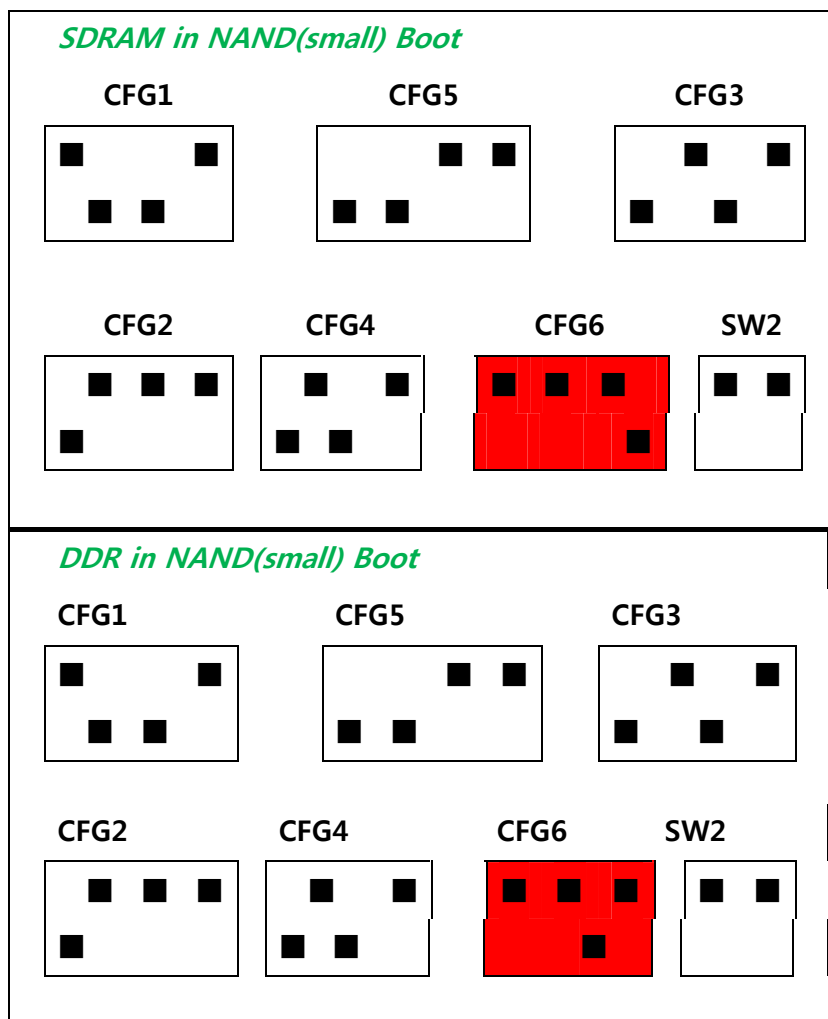 SDRAM in NAND(small) Boot
CFG1 CFG5 CFG3
CFG2 CFG4 CFG6 SW2
DDR in NAND(small) Boot
CFG1 CFG5 CFG3
CFG2 CFG4 CFG6 SW2